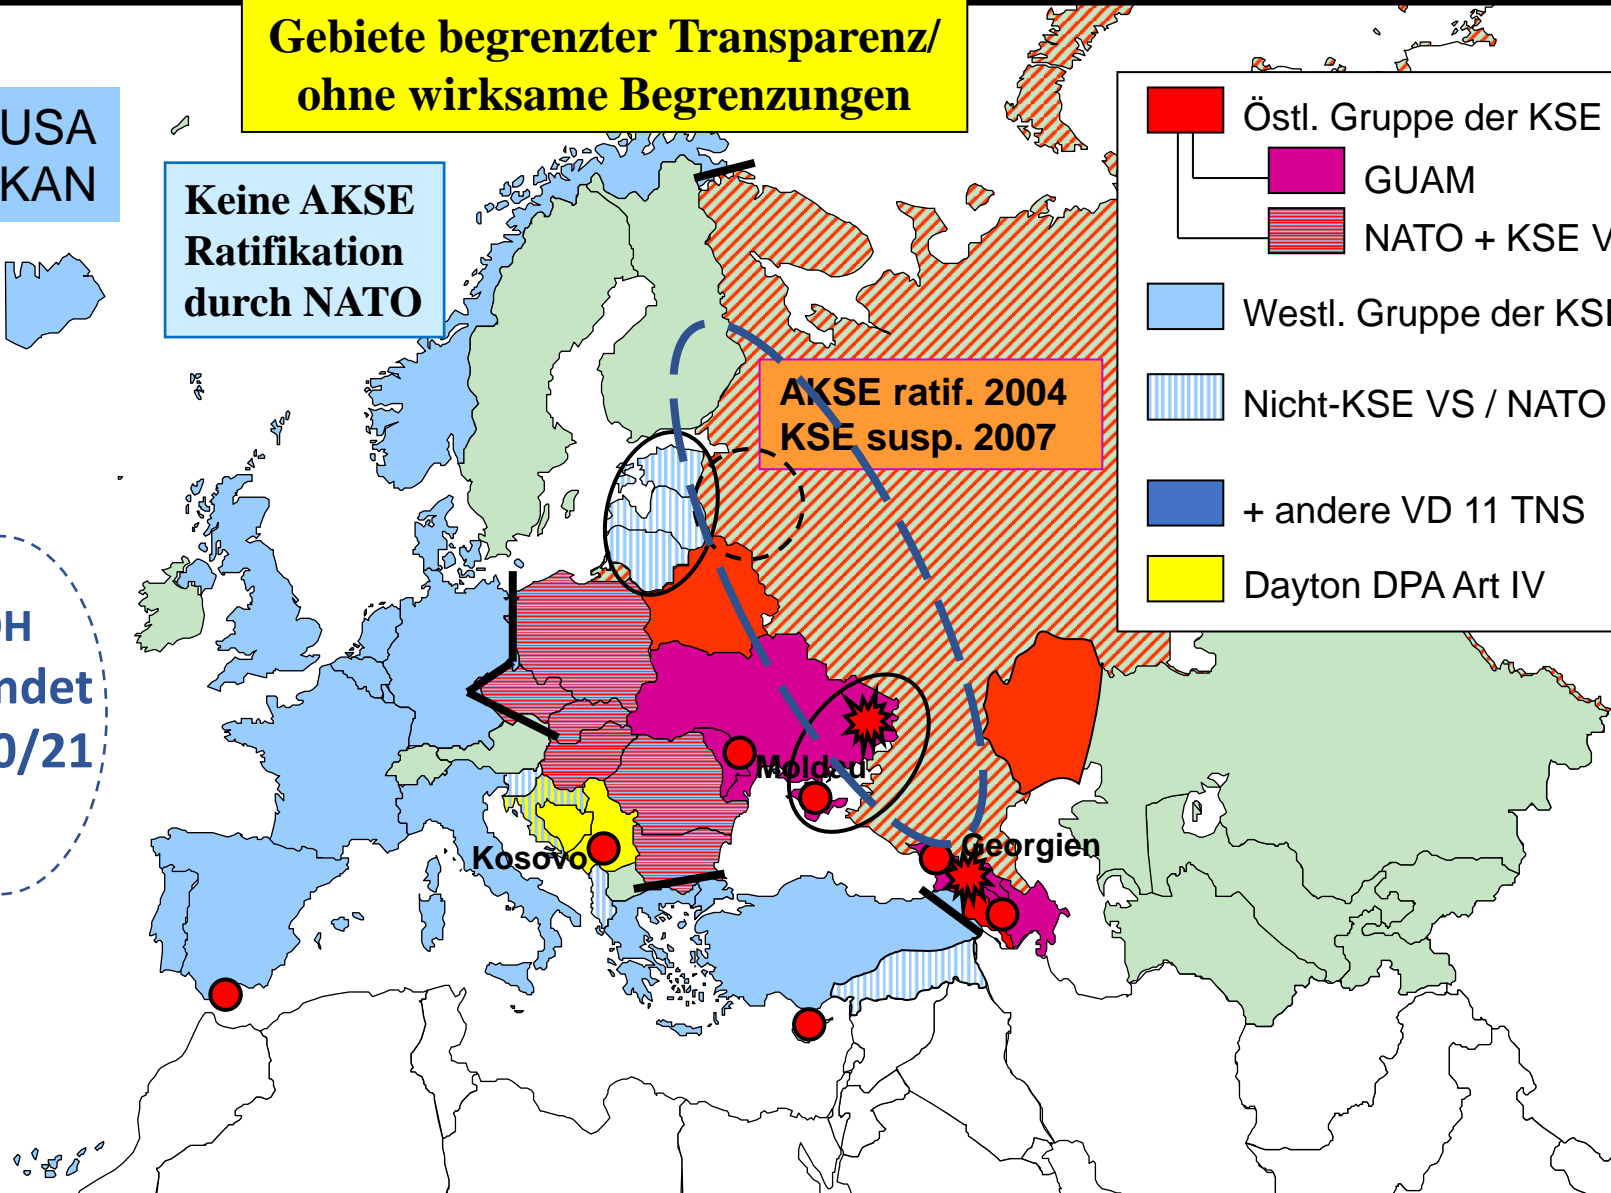 Gebiete begrenzter Transparenz/
ohne wirksame Begrenzungen
USA
KAN
Keine AKSE
Ratifikation
durch NATO
Östl. Gruppe der KSE
GUAM
NATO + KSE V
Westl. Gruppe der KSE
Nicht-KSE VS / NATO
+ andere VD 11 TNS
Dayton DPA Art IV
AKSE ratif. 2004
KSE susp. 2007
OH
ndet
0/21
Moldau
Kosovo
Georgien